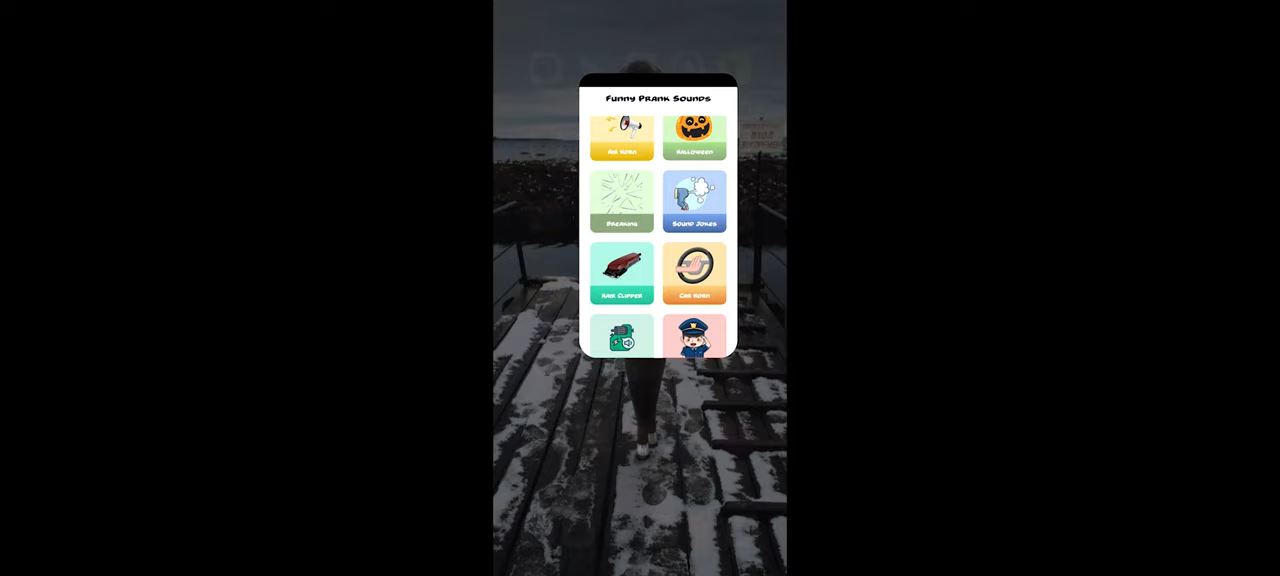 Funny Prank Sounds
Air Horn
Halloween
Breaking
Sound Jokes
Hair Clipper
Car Horn